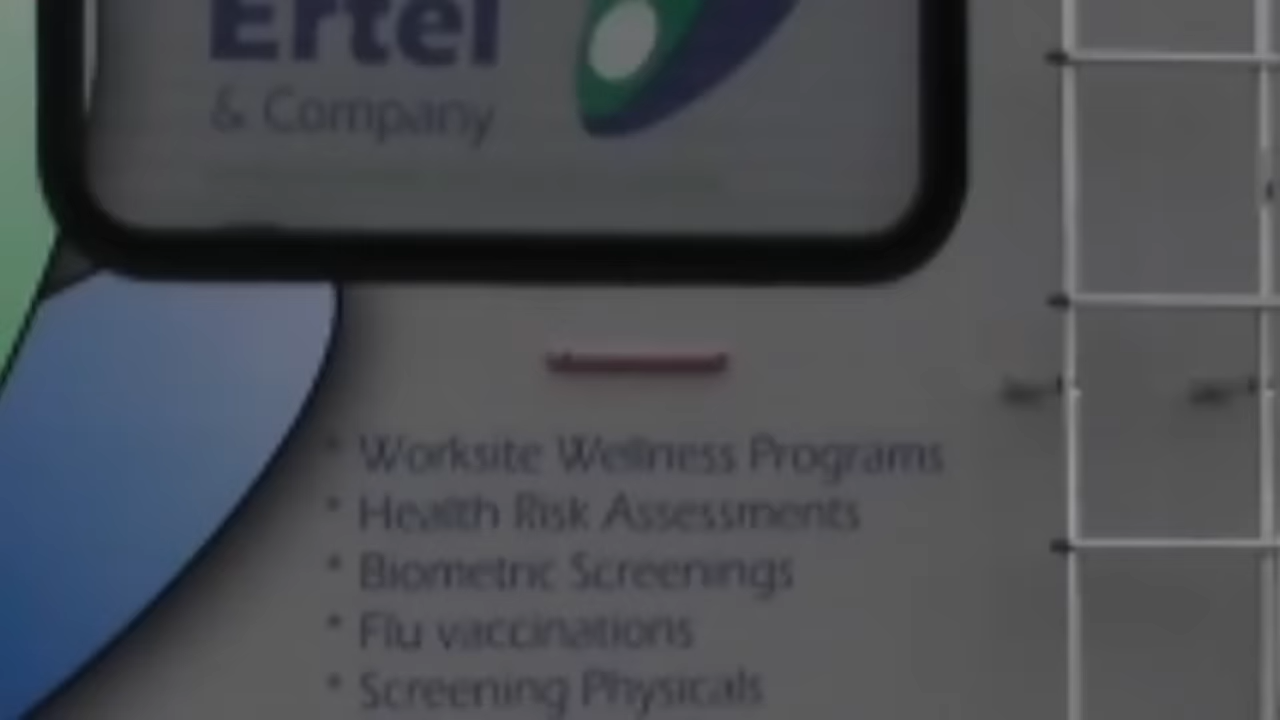 Ertel
& Company
* Worksite Wellness Programs
* Health Risk Assessments
* Biometric Screenings
* Flu vaccinations
* Screening Physicals